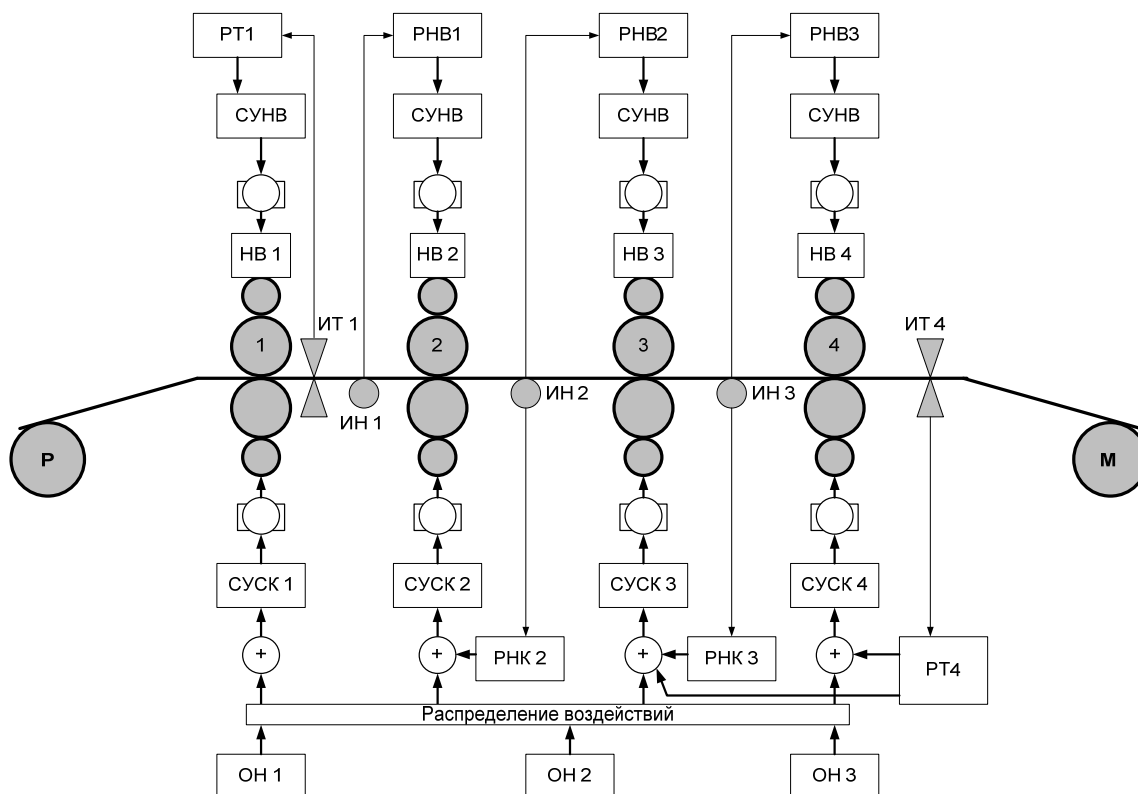 РТ1
РНВ1
РНВ2
РНВ3
СУНВ
СУНВ
СУНВ
СУНВ
НВ 1
НВ 2
НВ 3
НВ 4
ИТ 1
ИТ 4
1
2
3
4
ИН 1
ИН 2
ИН 3
Р
М
СУСК 1
СУСК 2
СУСК 3
СУСК 4
+
+
РНК 2
+
РНК 3
+
РТ4
Распределение воздействий
ОН 1
ОН 2
ОН 3